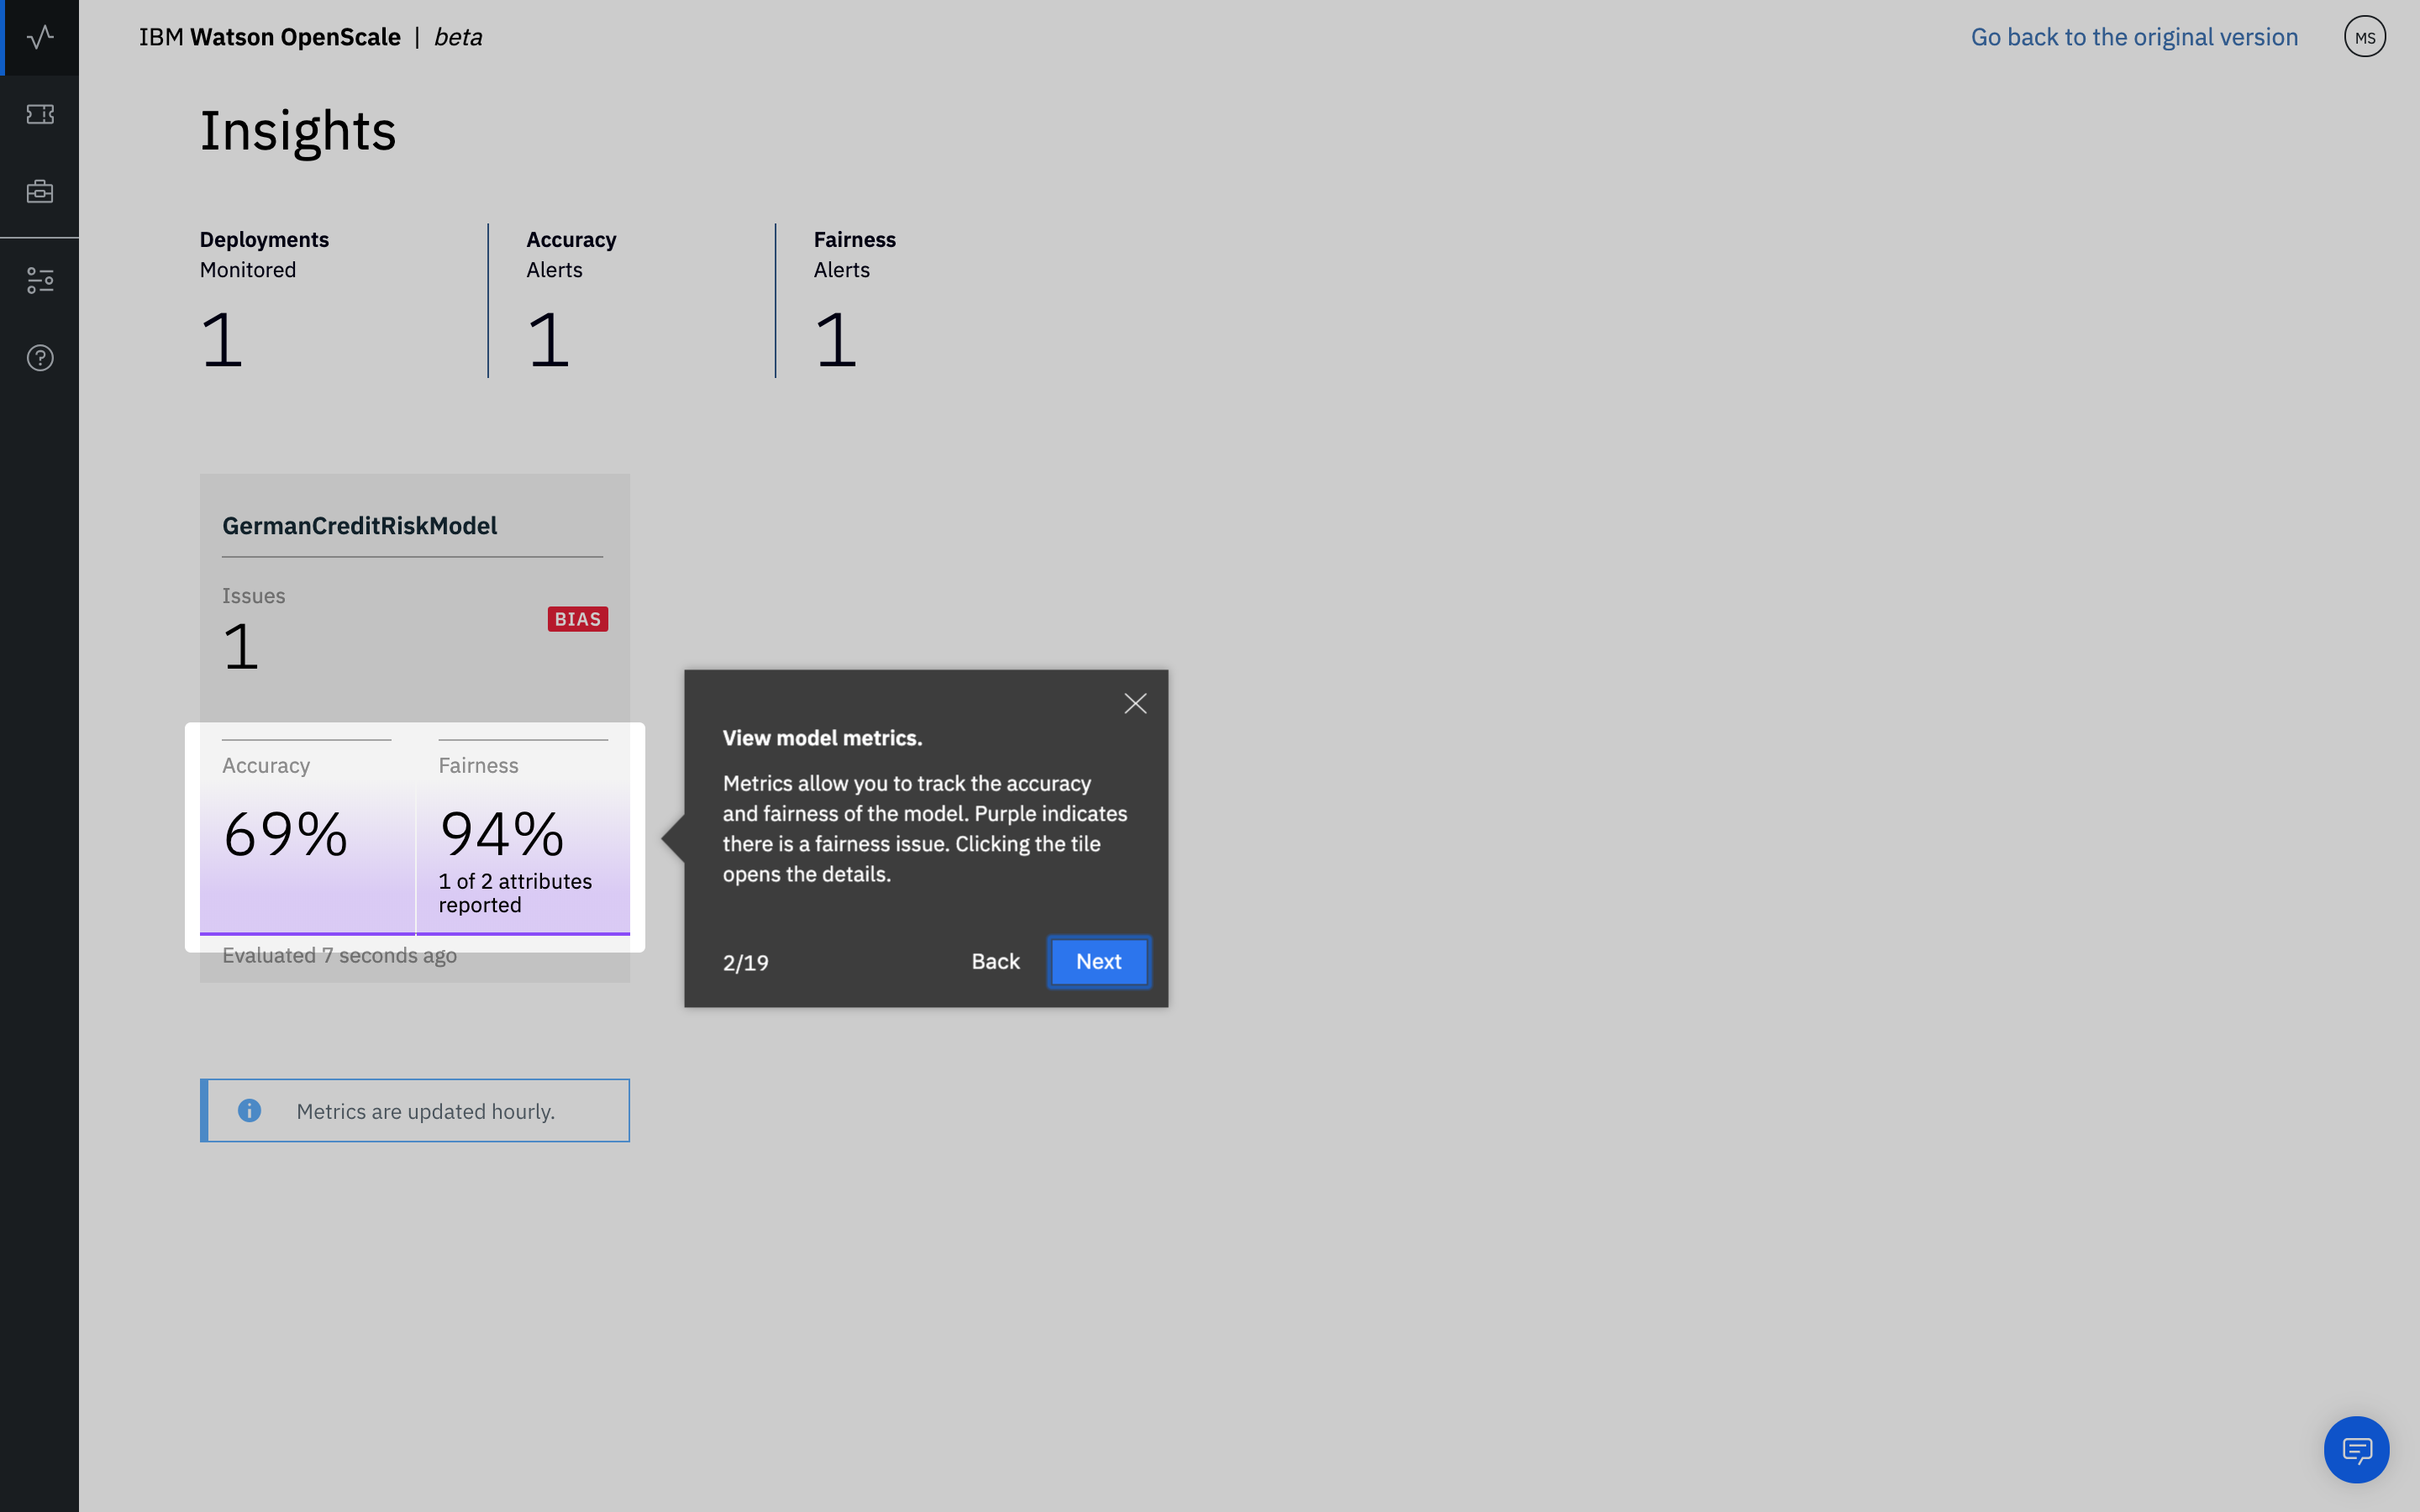 IBM Watson OpenScale | beta
Go back to the original version
MS
Insights
Deployments
Monitored
1
Accuracy
Alerts
1
Fairness
Alerts
1
GermanCreditRiskModel
Issues
1
BIAS
Accuracy
69%
Fairness
94%
1 of 2 attributes
reported
Evaluated 7 seconds ago
View model metrics.
Metrics allow you to track the accuracy
and fairness of the model. Purple indicates
there is a fairness issue. Clicking the tile
opens the details.
2/19
Back
Next
Metrics are updated hourly.